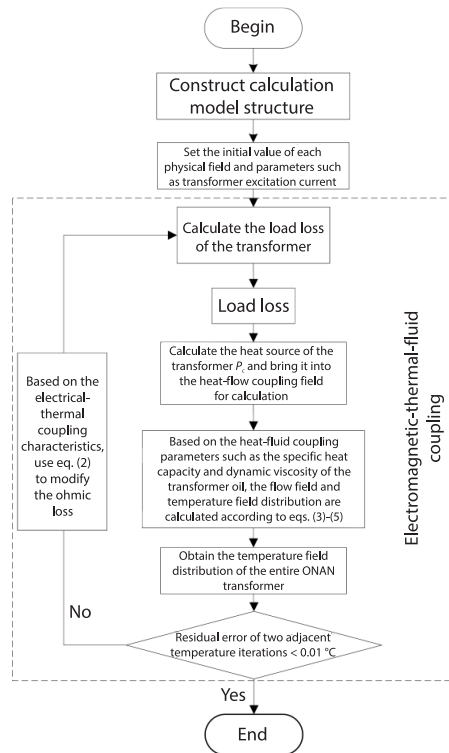 Begin
Construct calculation
model structure
Set the initial value of each
physical field and parameters such
as transformer excitation current
Calculate the load loss
of the transformer
Load loss
Calculate the heat source of the
transformer Pc and bring it into
the heat-flow coupling field
for calculation
Based on the heat-fluid coupling
parameters such as the specific heat
capacity and dynamic viscosity of the
transformer oil, the flow field and
temperature field distribution are
calculated according to eqs. (3)–(5)
Obtain the temperature field
distribution of the entire ONAN
transformer
Residual error of two adjacent
temperature iterations < 0.01 °C
No
Based on the
electrical-
thermal
coupling
characteristics,
use eq. (2)
to modify
the ohmic
loss
Yes
End
Electromagnetic-thermal-fluid
coupling